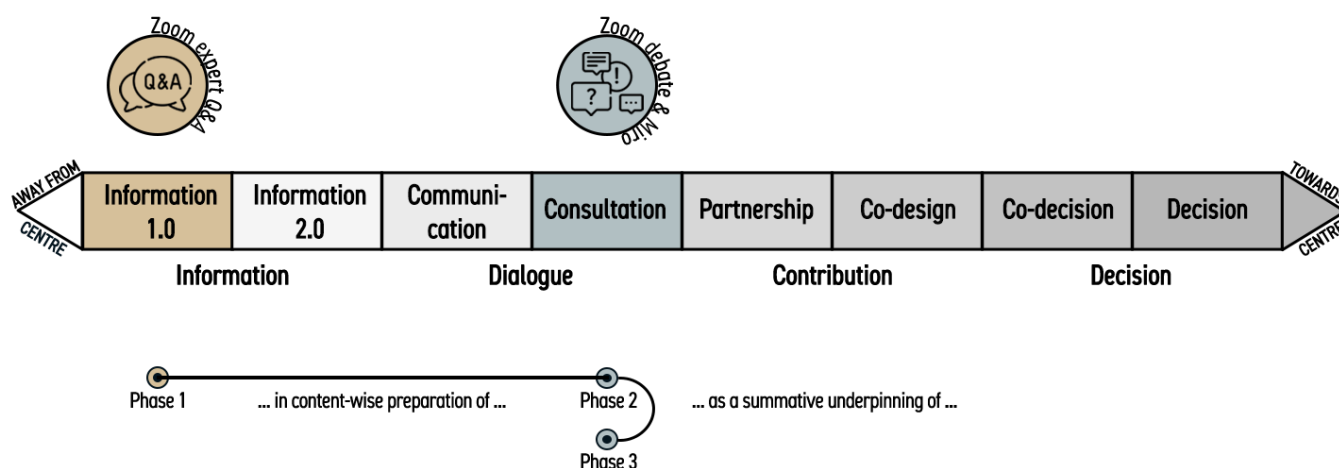 Zoom expert Q&A
Q&A
Zoom debate & Miro
!
?
...
AWAY FROM
CENTRE
Information
1.0
Information
2.0
Communi-
cation
Consultation
Partnership
Co-design
Co-decision
Decision
TOWARDS
CENTRE
Information
Dialogue
Contribution
Decision
Phase 1
... in content-wise preparation of ...
Phase 2
... as a summative underpinning of ...
Phase 3